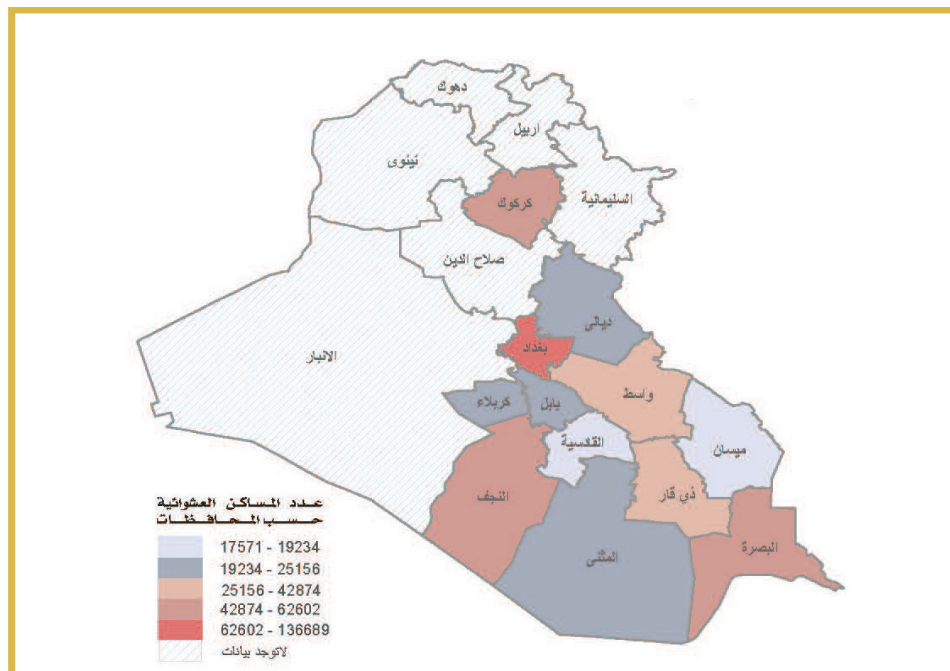 دهوك
اربيل
نينوى
السليمانية
كركوك
صلاح الدين
ديالى
بغداد
الانبار
واسط
كربلاء
بابل
القادسية
ميسان
النجف
ذي قار
البصرة
المثنى
عدد المساكن العشوائية
حسب المحافظات
17571 - 19234
19234 - 25156
25156 - 42874
42874 - 62602
62602 - 136689
لاتوجد بيانات